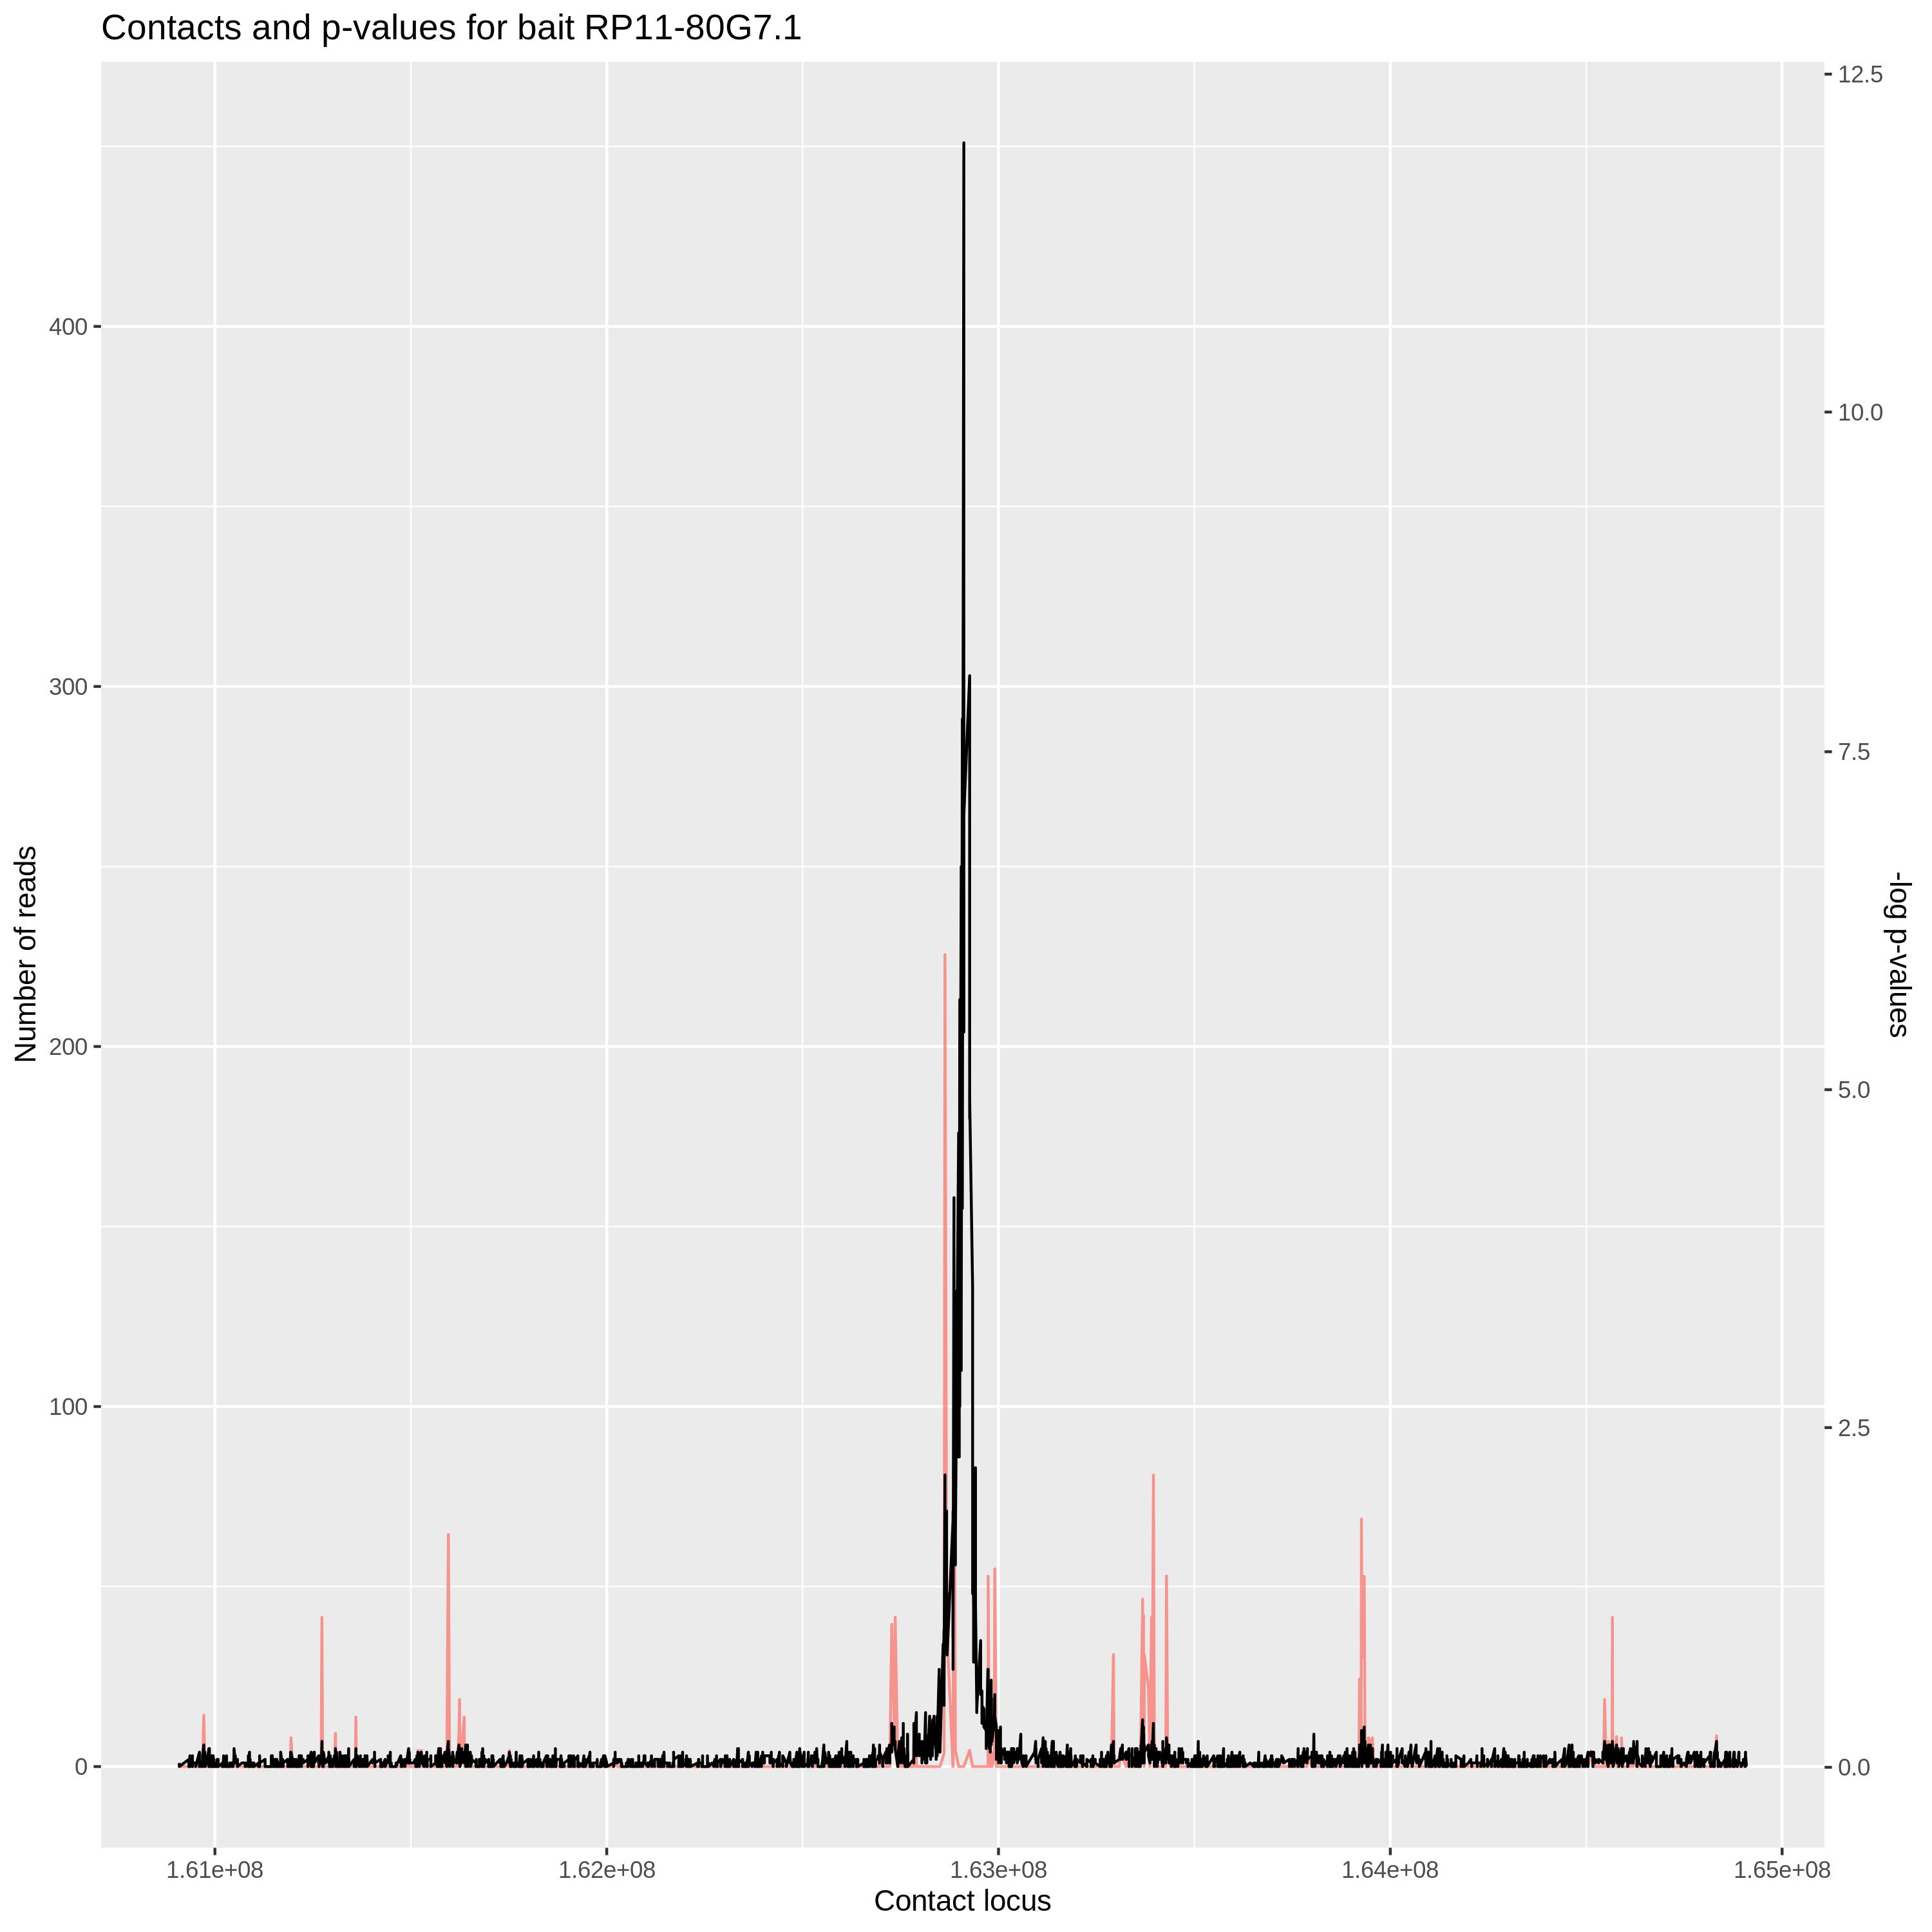 Contacts and p-values for bait RP11-80G7.1
Number of reads
400
300
200
100
0
12.5
10.0
7.5
5.0
2.5
0.0
-log p-values
1.61e+08
1.62e+08
1.63e+08
1.64e+08
1.65e+08
Contact locus